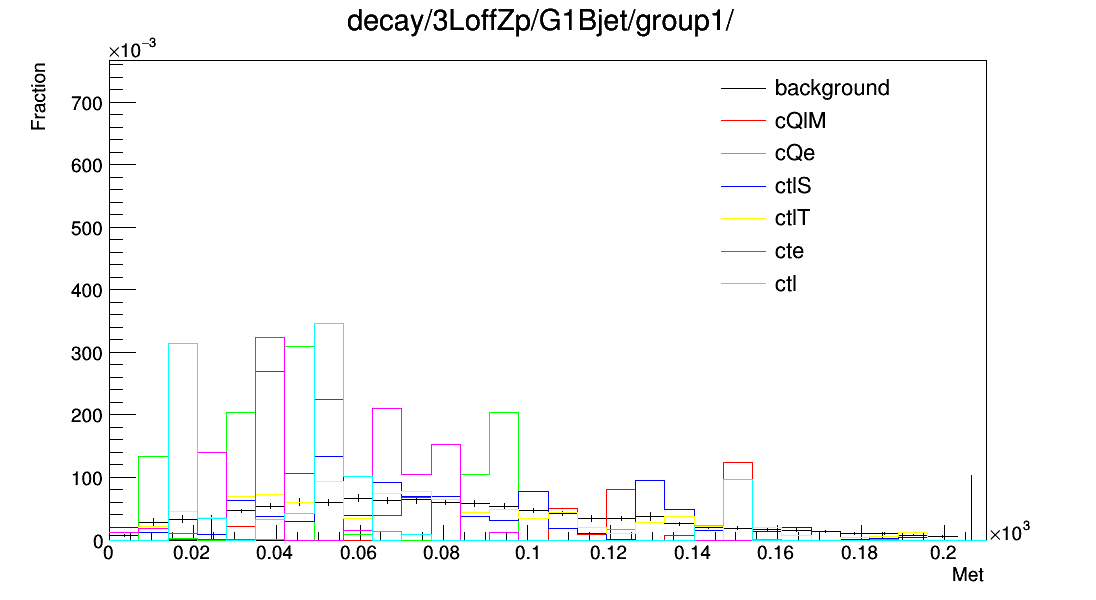 decay/3LoffZp/G1Bjet/group1/
×10⁻³
Fraction
700
600
500
400
300
200
100
0
background
cQlM
cQe
ctlS
ctlT
cte
ctl
0 0.02 0.04 0.06 0.08 0.1 0.12 0.14 0.16 0.18 0.2
×10³
Met